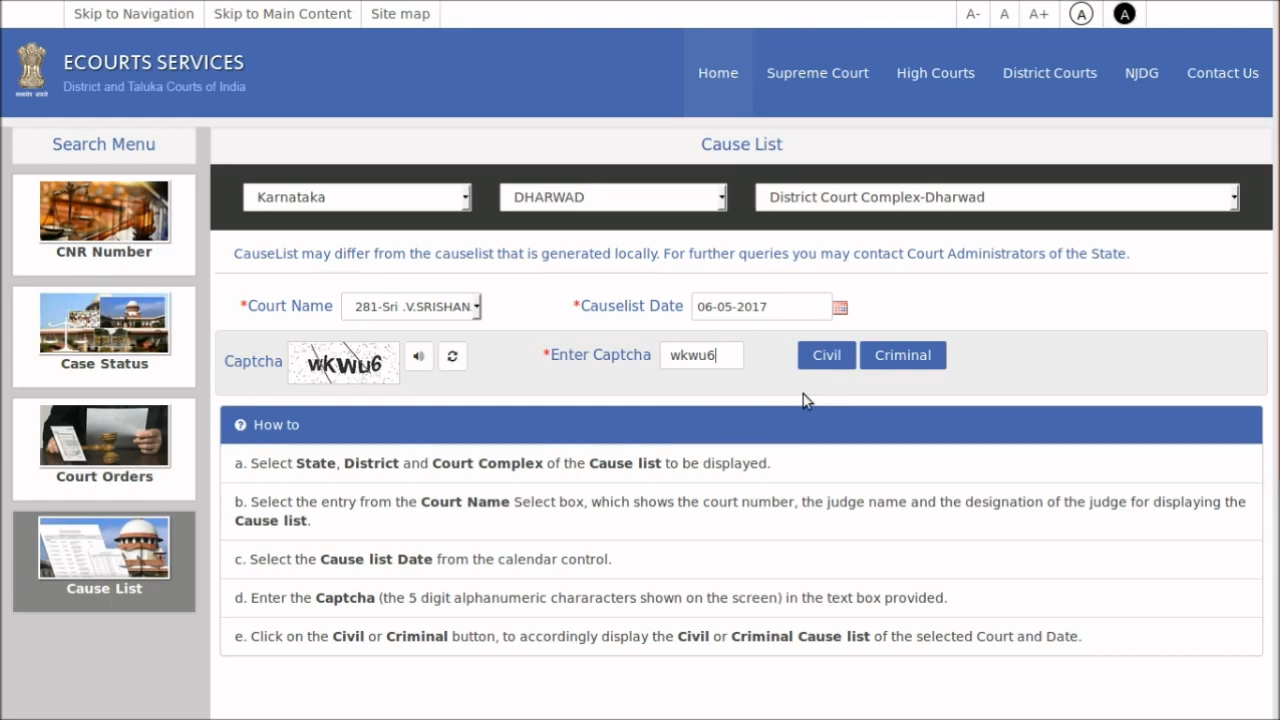 Skip to Navigation Skip to Main Content Site map A- A A+ A A
ECOURTS SERVICES
District and Taluka Courts of India
Home Supreme Court High Courts District Courts NJDG Contact Us
Search Menu
Cause List
Karnataka DHARWAD District Court Complex-Dharwad
CNR Number
CauseList may differ from the causelist that is generated locally. For further queries you may contact Court Administrators of the State.
*Court Name 281-Sri .V.SRISHAN *Causelist Date 06-05-2017
Captcha wkwu6 *Enter Captcha wkwu6 Civil Criminal
Case Status
How to
a. Select State, District and Court Complex of the Cause list to be displayed.
Court Orders
b. Select the entry from the Court Name Select box, which shows the court number, the judge name and the designation of the judge for displaying the
Cause list.
c. Select the Cause list Date from the calendar control.
Cause List
d. Enter the Captcha (the 5 digit alphanumeric chararacters shown on the screen) in the text box provided.
e. Click on the Civil or Criminal button, to accordingly display the Civil or Criminal Cause list of the selected Court and Date.